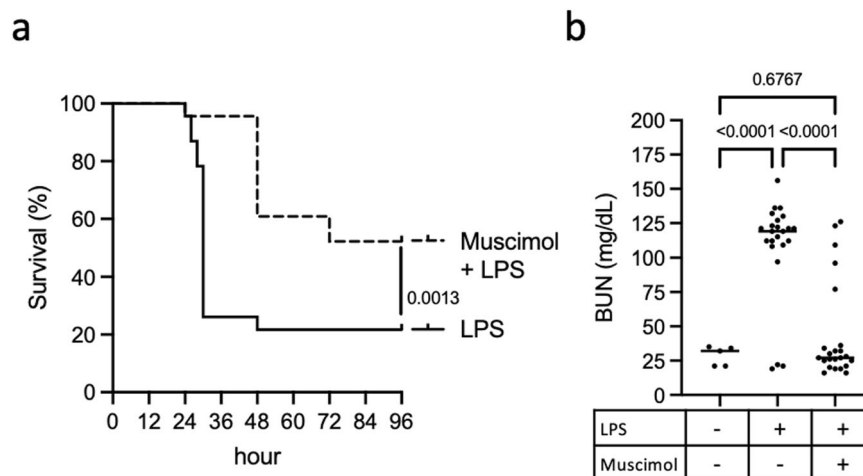 a
Survival (%)
100
80
60
40
20
0
0 12 24 36 48 60 72 84 96
hour
Muscimol
+ LPS
0.0013
LPS
b
0.6767
<0.0001 <0.0001
BUN (mg/dL)
200
175
150
125
100
75
50
25
0
LPS - + +
Muscimol - - +